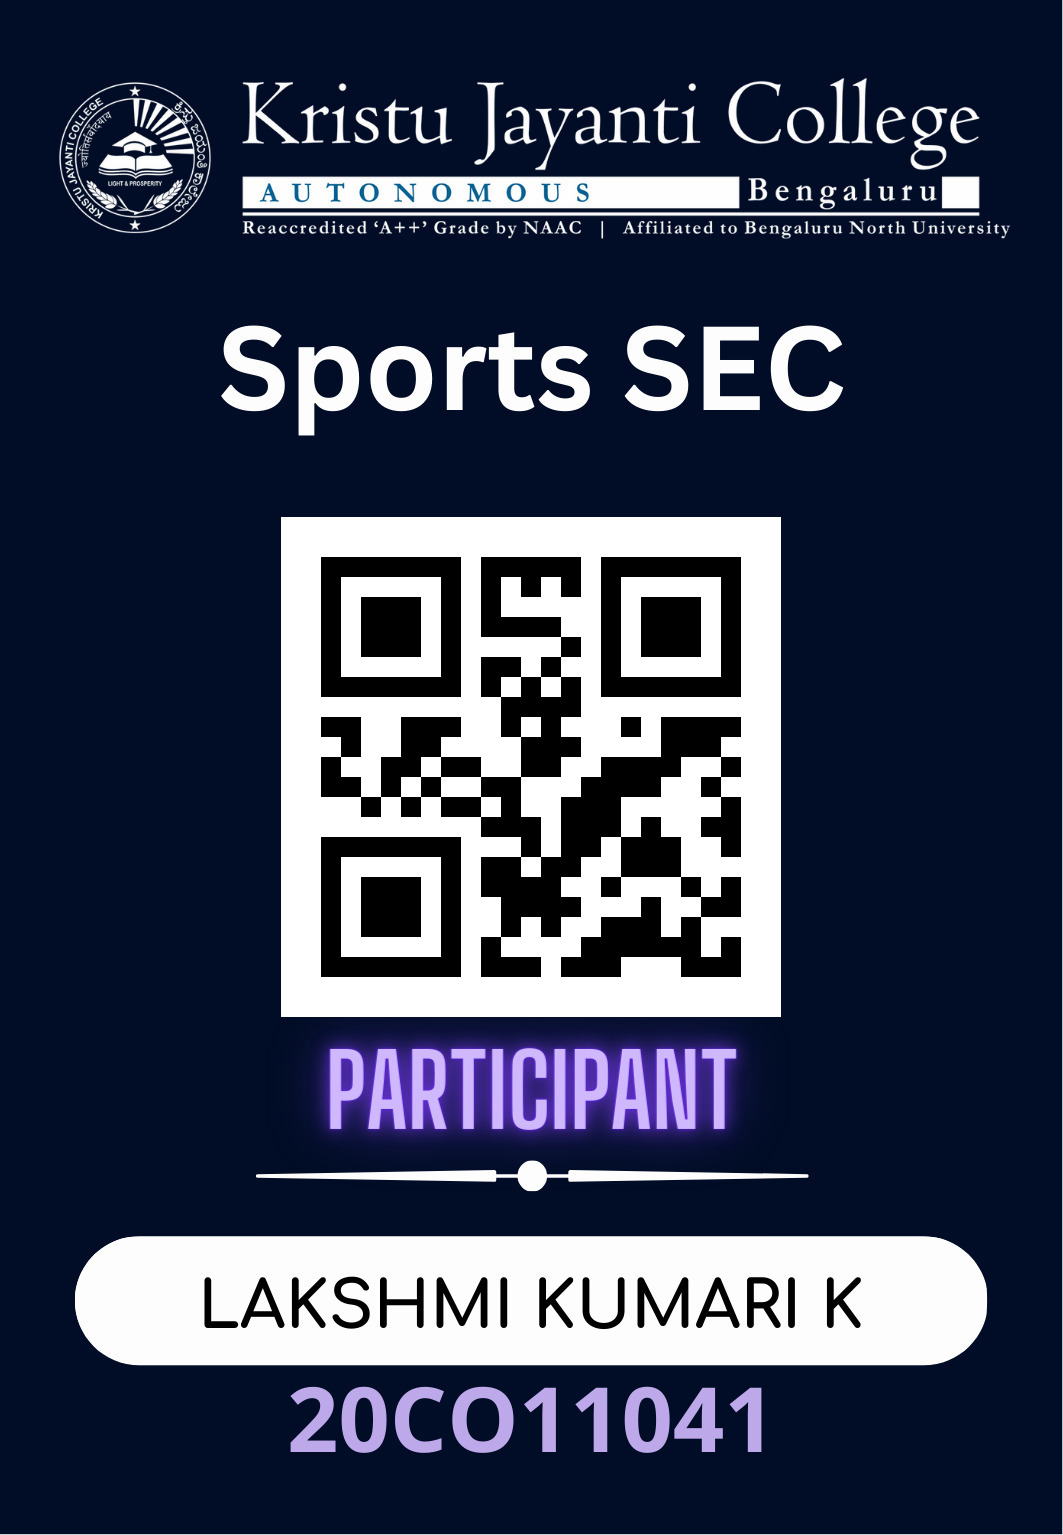 KRISTU JAYANTI COLLEGE
ज्योतिसंवाद्याय
ಕ್ರಿಸ್ತು ಜಯಂತಿ ಕಾಲೇಜು
LIGHT & PROSPERITY
Kristu Jayanti College
AUTONOMOUS Bengaluru
Reaccredited ‘A++’ Grade by NAAC | Affiliated to Bengaluru North University
Sports SEC
PARTICIPANT
LAKSHMI KUMARI K
20CO11041